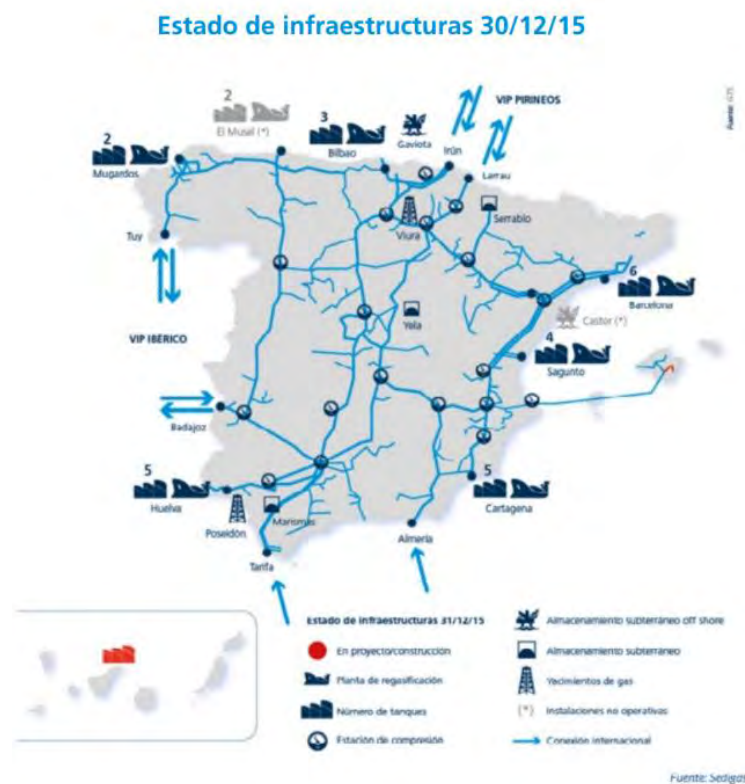 Estado de infraestructuras 30/12/15
VIP PIRINEOS
Fuente: GTS
2
El Musel (*)
3
Bilbao
Gaviota
Irún
Larrau
2
Mugardos
Serrablo
Tuy
Viura
6
Barcelona
Castor (*)
Yela
VIP IBÉRICO
4
Sagunto
Badajoz
5
Huelva
5
Cartagena
Poseidón
Marismas
Almería
Tarifa
Estado de infraestructuras 31/12/15
En proyecto/construcción
Planta de regasificación
Número de tanques
Estación de compresión
Almacenamiento subterráneo off shore
Almacenamiento subterráneo
Yacimientos de gas
(*) Instalaciones no operativas
Conexión internacional
Fuente: Sedigas